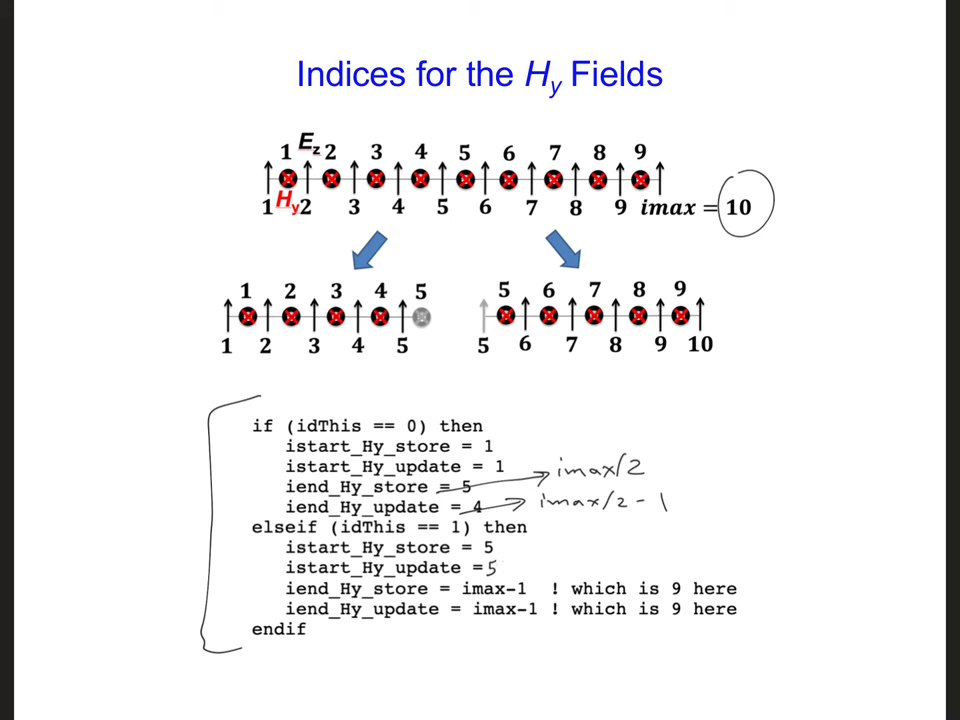 Indices for the Hy Fields
1 Ez 2 3 4 5 6 7 8 9
1 Hy 2 3 4 5 6 7 8 9 imax = 10
1 2 3 4 5 5 6 7 8 9
1 2 3 4 5 5 6 7 8 9 10
if (idThis == 0) then
istart_Hy_store = 1
istart_Hy_update = 1
iend_Hy_store = 5 imax/2
iend_Hy_update = 4 imax/2 - 1
elseif (idThis == 1) then
istart_Hy_store = 5
istart_Hy_update = 5
iend_Hy_store = imax-1 ! which is 9 here
iend_Hy_update = imax-1 ! which is 9 here
endif